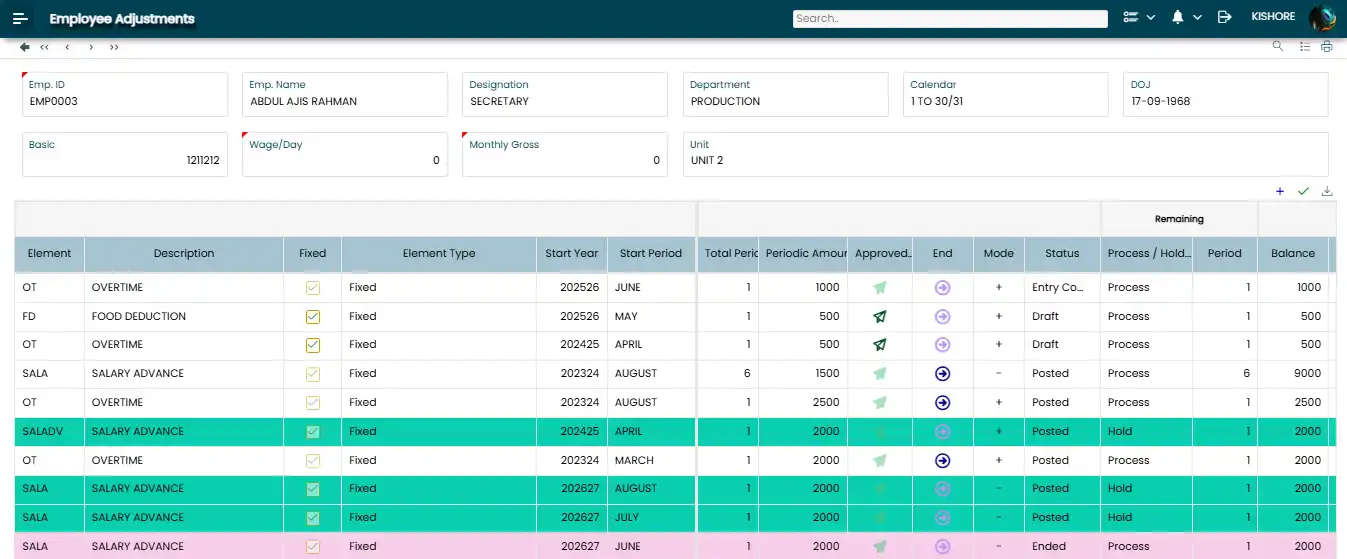 Employee Adjustments Search.. KISHORE
Emp. ID Emp. Name Designation Department Calendar DOJ
EMP0003 ABDUL AJIS RAHMAN SECRETARY PRODUCTION 1 TO 30/31 17-09-1968
Basic Wage/Day Monthly Gross Unit
1211212 0 0 UNIT 2
Remaining
Element Description Fixed Element Type Start Year Start Period Total Peric Periodic Amour Approved... End Mode Status Process / Hold... Period Balance
OT OVERTIME Fixed 202526 JUNE 1 1000 + Entry Co... Process 1 1000
FD FOOD DEDUCTION Fixed 202526 MAY 1 500 + Draft Process 1 500
OT OVERTIME Fixed 202425 APRIL 1 500 + Draft Process 1 500
SALA SALARY ADVANCE Fixed 202324 AUGUST 6 1500 - Posted Process 6 9000
OT OVERTIME Fixed 202324 AUGUST 1 2500 + Posted Process 1 2500
SALADV SALARY ADVANCE Fixed 202425 APRIL 1 2000 + Posted Hold 1 2000
OT OVERTIME Fixed 202324 MARCH 1 2000 + Posted Process 1 2000
SALA SALARY ADVANCE Fixed 202627 AUGUST 1 2000 - Posted Hold 1 2000
SALA SALARY ADVANCE Fixed 202627 JULY 1 2000 - Posted Hold 1 2000
SALA SALARY ADVANCE Fixed 202627 JUNE 1 2000 - Ended Process 1 2000